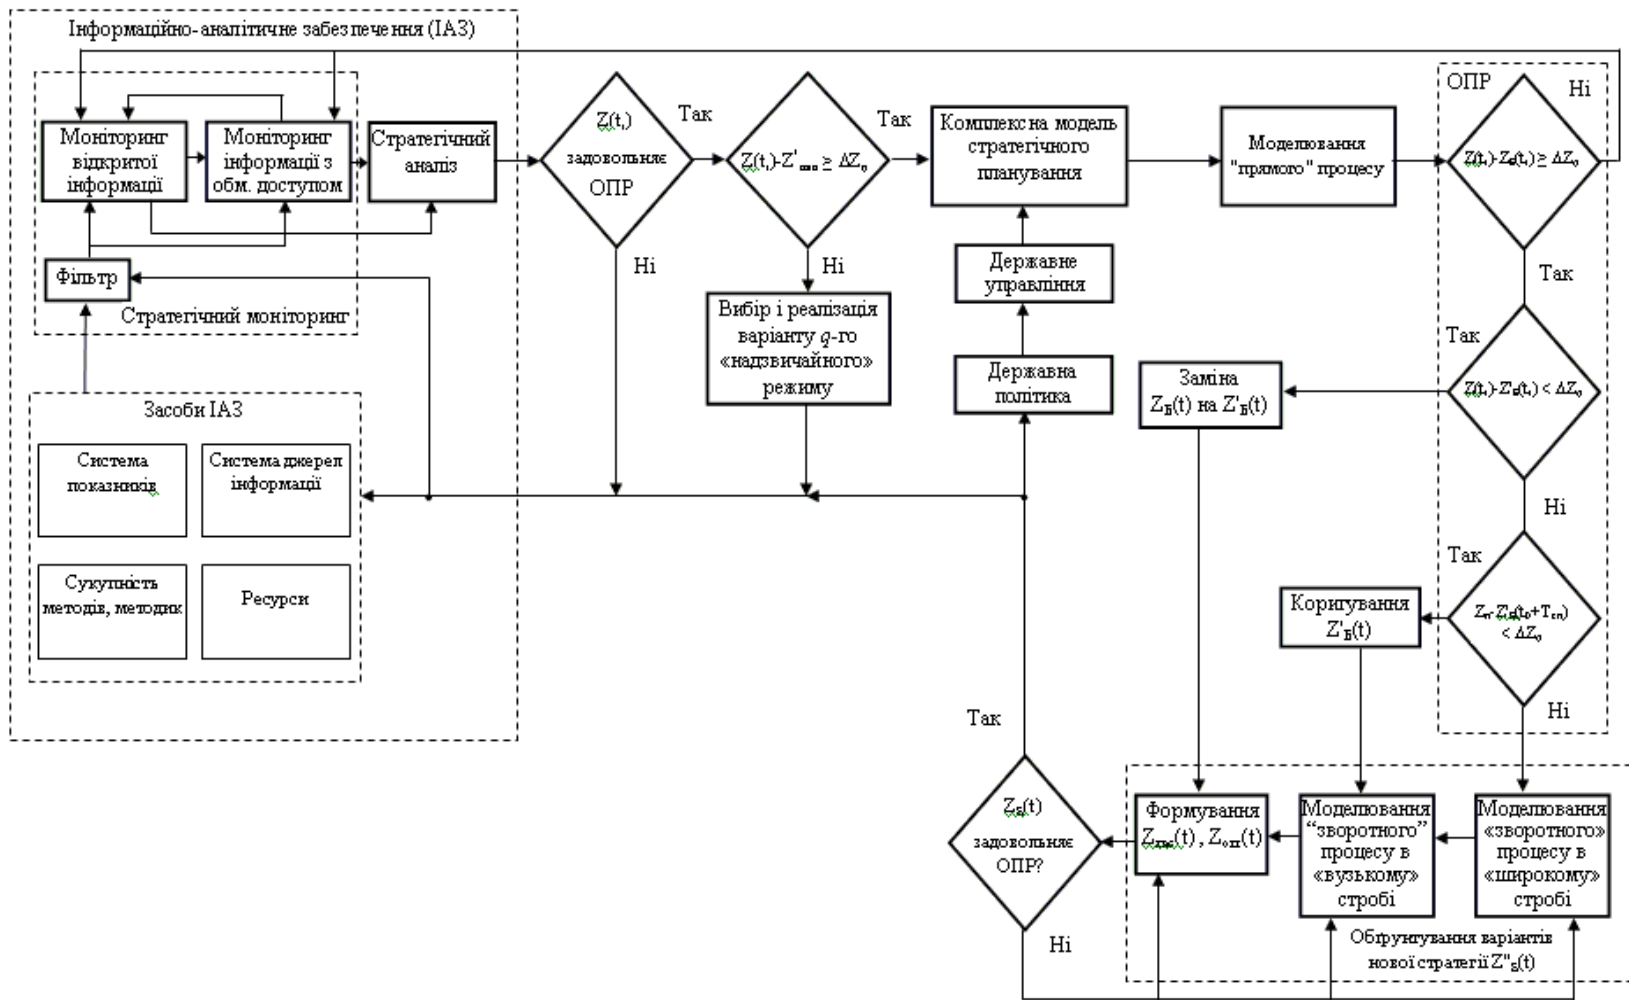 Інформаційно-аналітичне забезпечення (ІАЗ)
Моніторинг
відкритої
інформації
Моніторинг
інформації з
обм. доступом
Стратегічний
аналіз
Фільтр
Стратегічний моніторинг
Засоби ІАЗ
Система
показників
Система джерел
інформації
Сукупність
методів, методик
Ресурси
задовольняє
ОПР
Так
Ні
Так
Ні
Вибір і реалізація
варіанту q-го
«надзвичайного»
режиму
Комплексна модель
стратегічного
планування
Державне
управління
Державна
політика
Моделювання
"прямого" процесу
ОПР
Ні
Так
Так
Заміна
Z_Б(t) на Z'_Б(t)
Ні
Так
Коригування
Z'_Б(t)
Ні
Так
задовольняє
ОПР?
Ні
Формування
Моделювання
“зворотного”
процесу в
«вузькому»
стробі
Моделювання
«зворотного»
процесу в
«широкому»
стробі
Обґрунтування варіантів
нової стратегії Z"_Б(t)